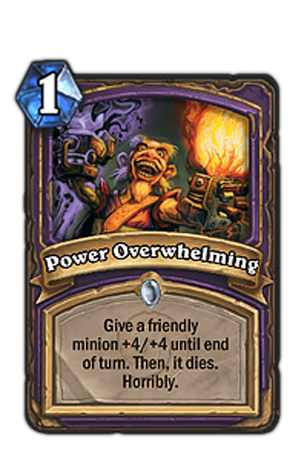 1
Power Overwhelming
Give a friendly
minion +4/+4 until end
of turn. Then, it dies.
Horribly.